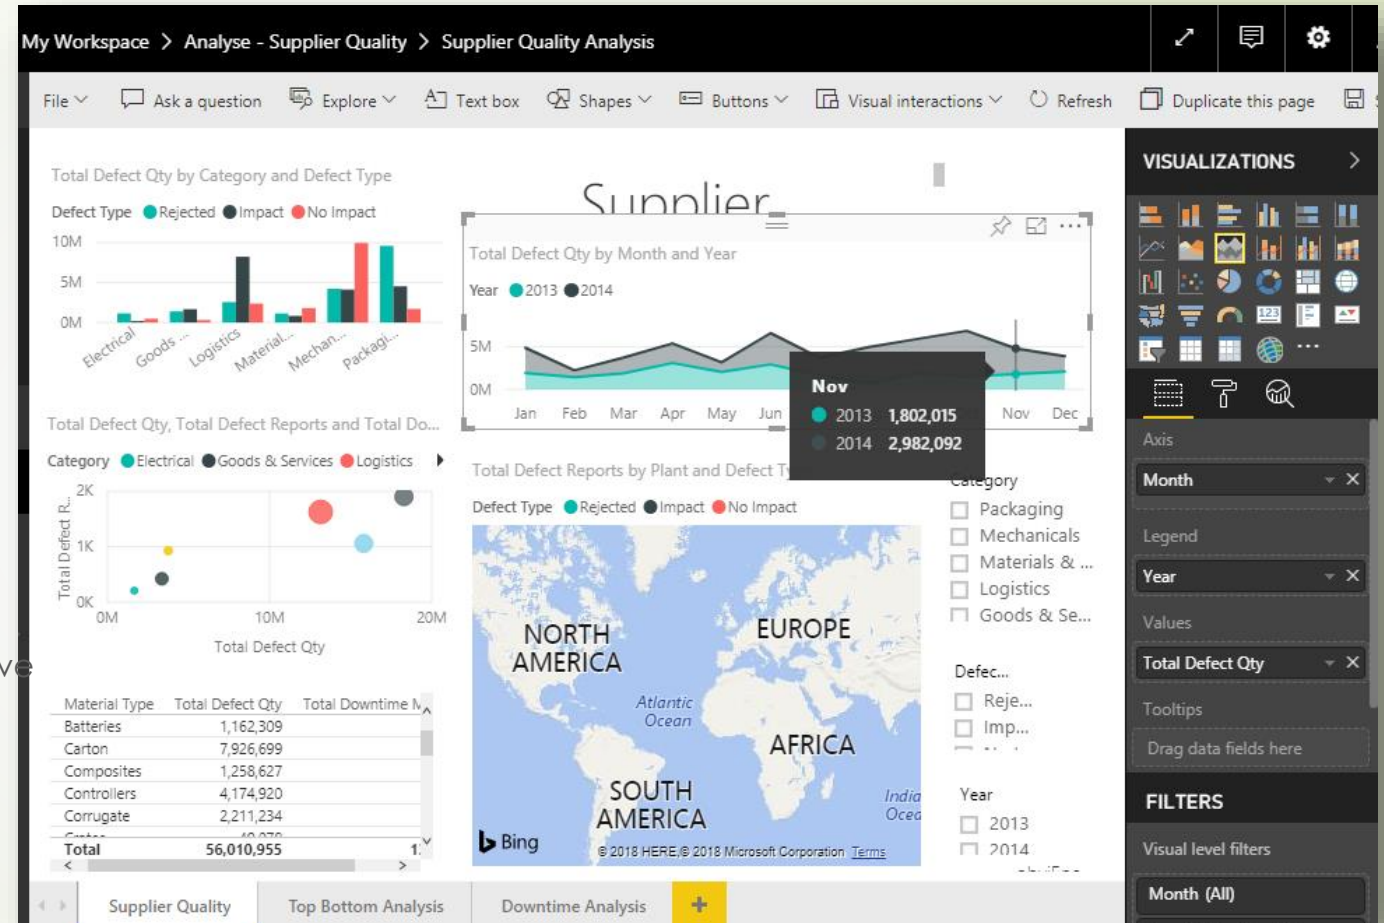 My Workspace > Analyse - Supplier Quality > Supplier Quality Analysis
File Ask a question Explore Text box Shapes Buttons Visual interactions Refresh Duplicate this page
Total Defect Qty by Category and Defect Type
Defect Type Rejected Impact No Impact
10M
5M
0M
Electrical Goods ... Logistics Material... Mechan... Packagi...
Supplier
Total Defect Qty by Month and Year
Year 2013 2014
5M
0M
Jan Feb Mar Apr May Jun Nov Dec
Nov
2013 1,802,015
2014 2,982,092
Total Defect Qty, Total Defect Reports and Total Do...
Category Electrical Goods & Services Logistics
Total Defect R...
2K
1K
0K
0M 10M 20M
Total Defect Qty
Total Defect Reports by Plant and Defect
Defect Type Rejected Impact No Impact
NORTH
AMERICA
EUROPE
Atlantic
Ocean
AFRICA
SOUTH
AMERICA
Bing
© 2018 HERE,© 2018 Microsoft Corporation Terms
Category
Packaging
Mechanicals
Materials & ...
Logistics
Goods & Se...
Defec...
Reje...
Imp...
Year
2013
2014
Material Type Total Defect Qty Total Downtime
Batteries 1,162,309
Carton 7,926,699
Composites 1,258,627
Controllers 4,174,920
Corrugate 2,211,234
Total 56,010,955
Supplier Quality Top Bottom Analysis Downtime Analysis +
VISUALIZATIONS
123
Axis
Month
Legend
Year
Values
Total Defect Qty
Tooltips
Drag data fields here
FILTERS
Visual level filters
Month (All)